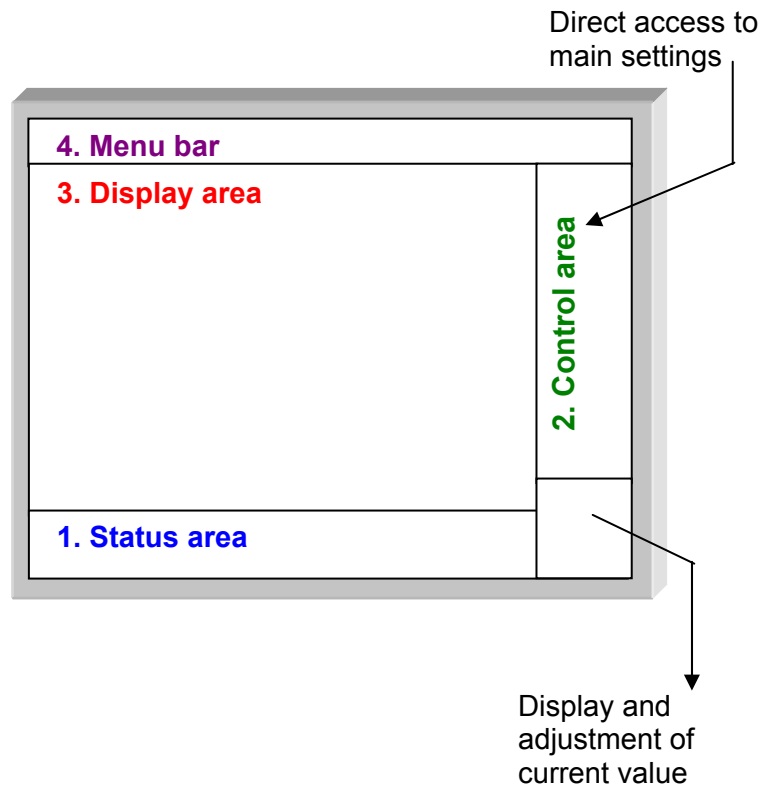 Direct access to
main settings
4. Menu bar
3. Display area
2. Control area
1. Status area
Display and
adjustment of
current value